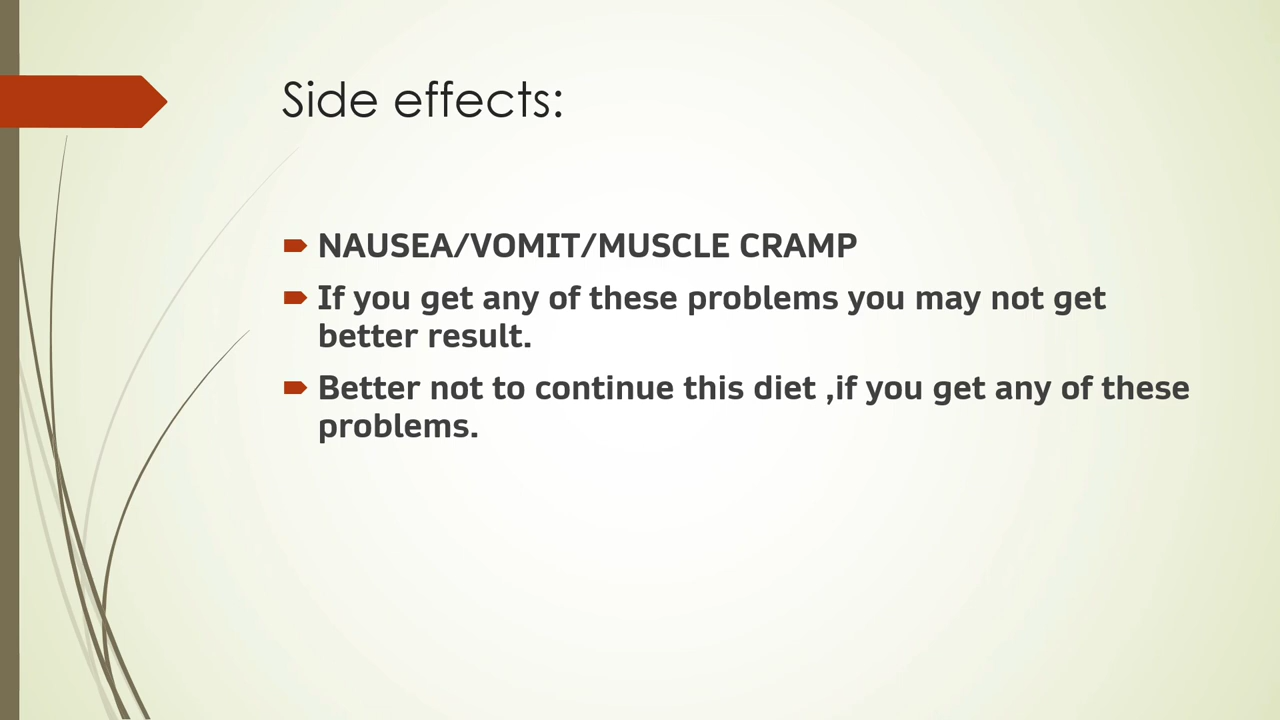 Side effects:
NAUSEA/VOMIT/MUSCLE CRAMP
If you get any of these problems you may not get
better result.
Better not to continue this diet ,if you get any of these
problems.